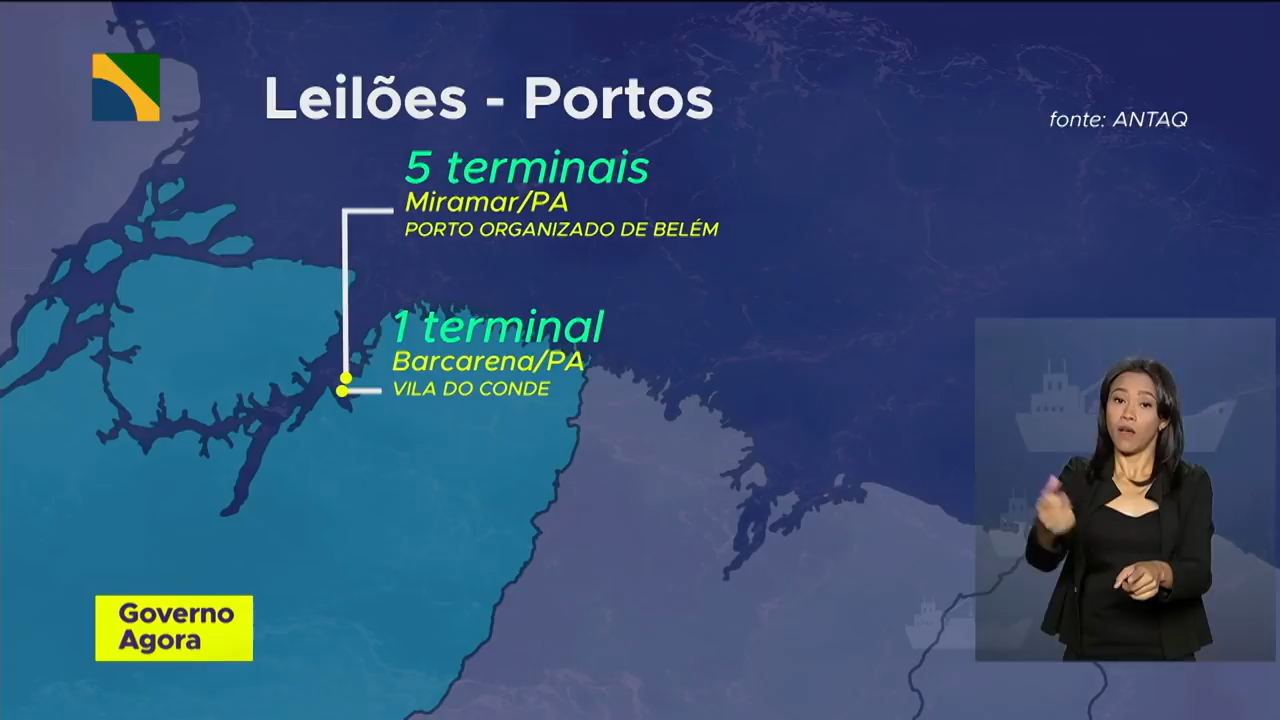 Leilões - Portos
fonte: ANTAQ
5 terminais
Miramar/PA
PORTO ORGANIZADO DE BELÉM
1 terminal
Barcarena/PA
VILA DO CONDE
Governo
Agora